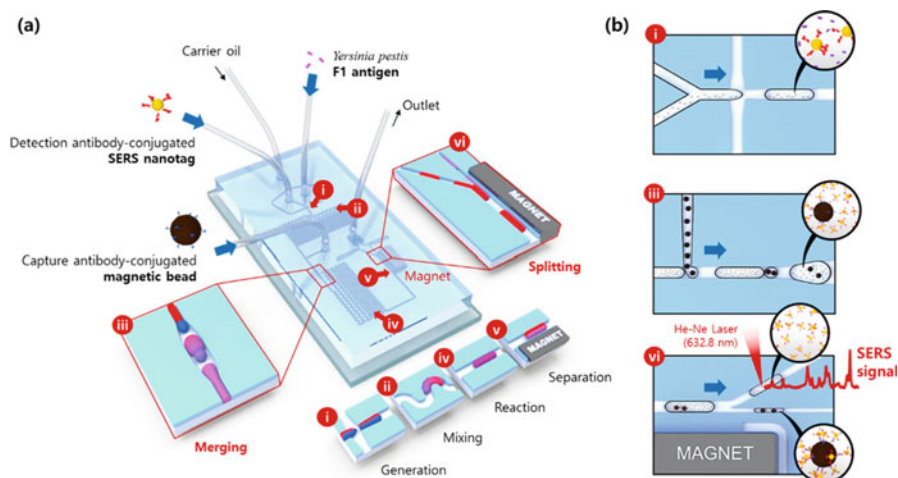 (a)
Carrier oil
Yersinia pestis
F1 antigen
Outlet
Detection antibody-conjugated
SERS nanotag
vi
MAGNET
i
ii
Splitting
Capture antibody-conjugated
magnetic bead
v
Magnet
iii
iv
Merging
v
MAGNET
Separation
iv
Reaction
ii
Mixing
i
Generation
(b)
i
iii
He-Ne Laser
(632.8 nm)
SERS
signal
vi
MAGNET